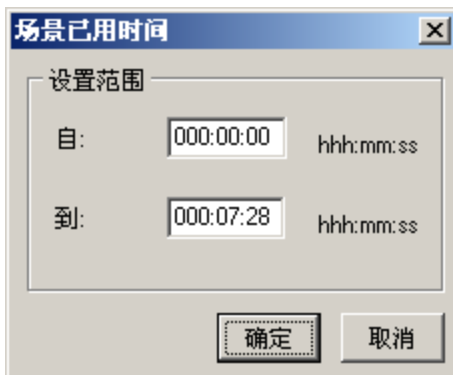 场景已用时间
设置范围
自: 000:00:00 hhh:mm:ss
到: 000:07:28 hhh:mm:ss
确定 取消